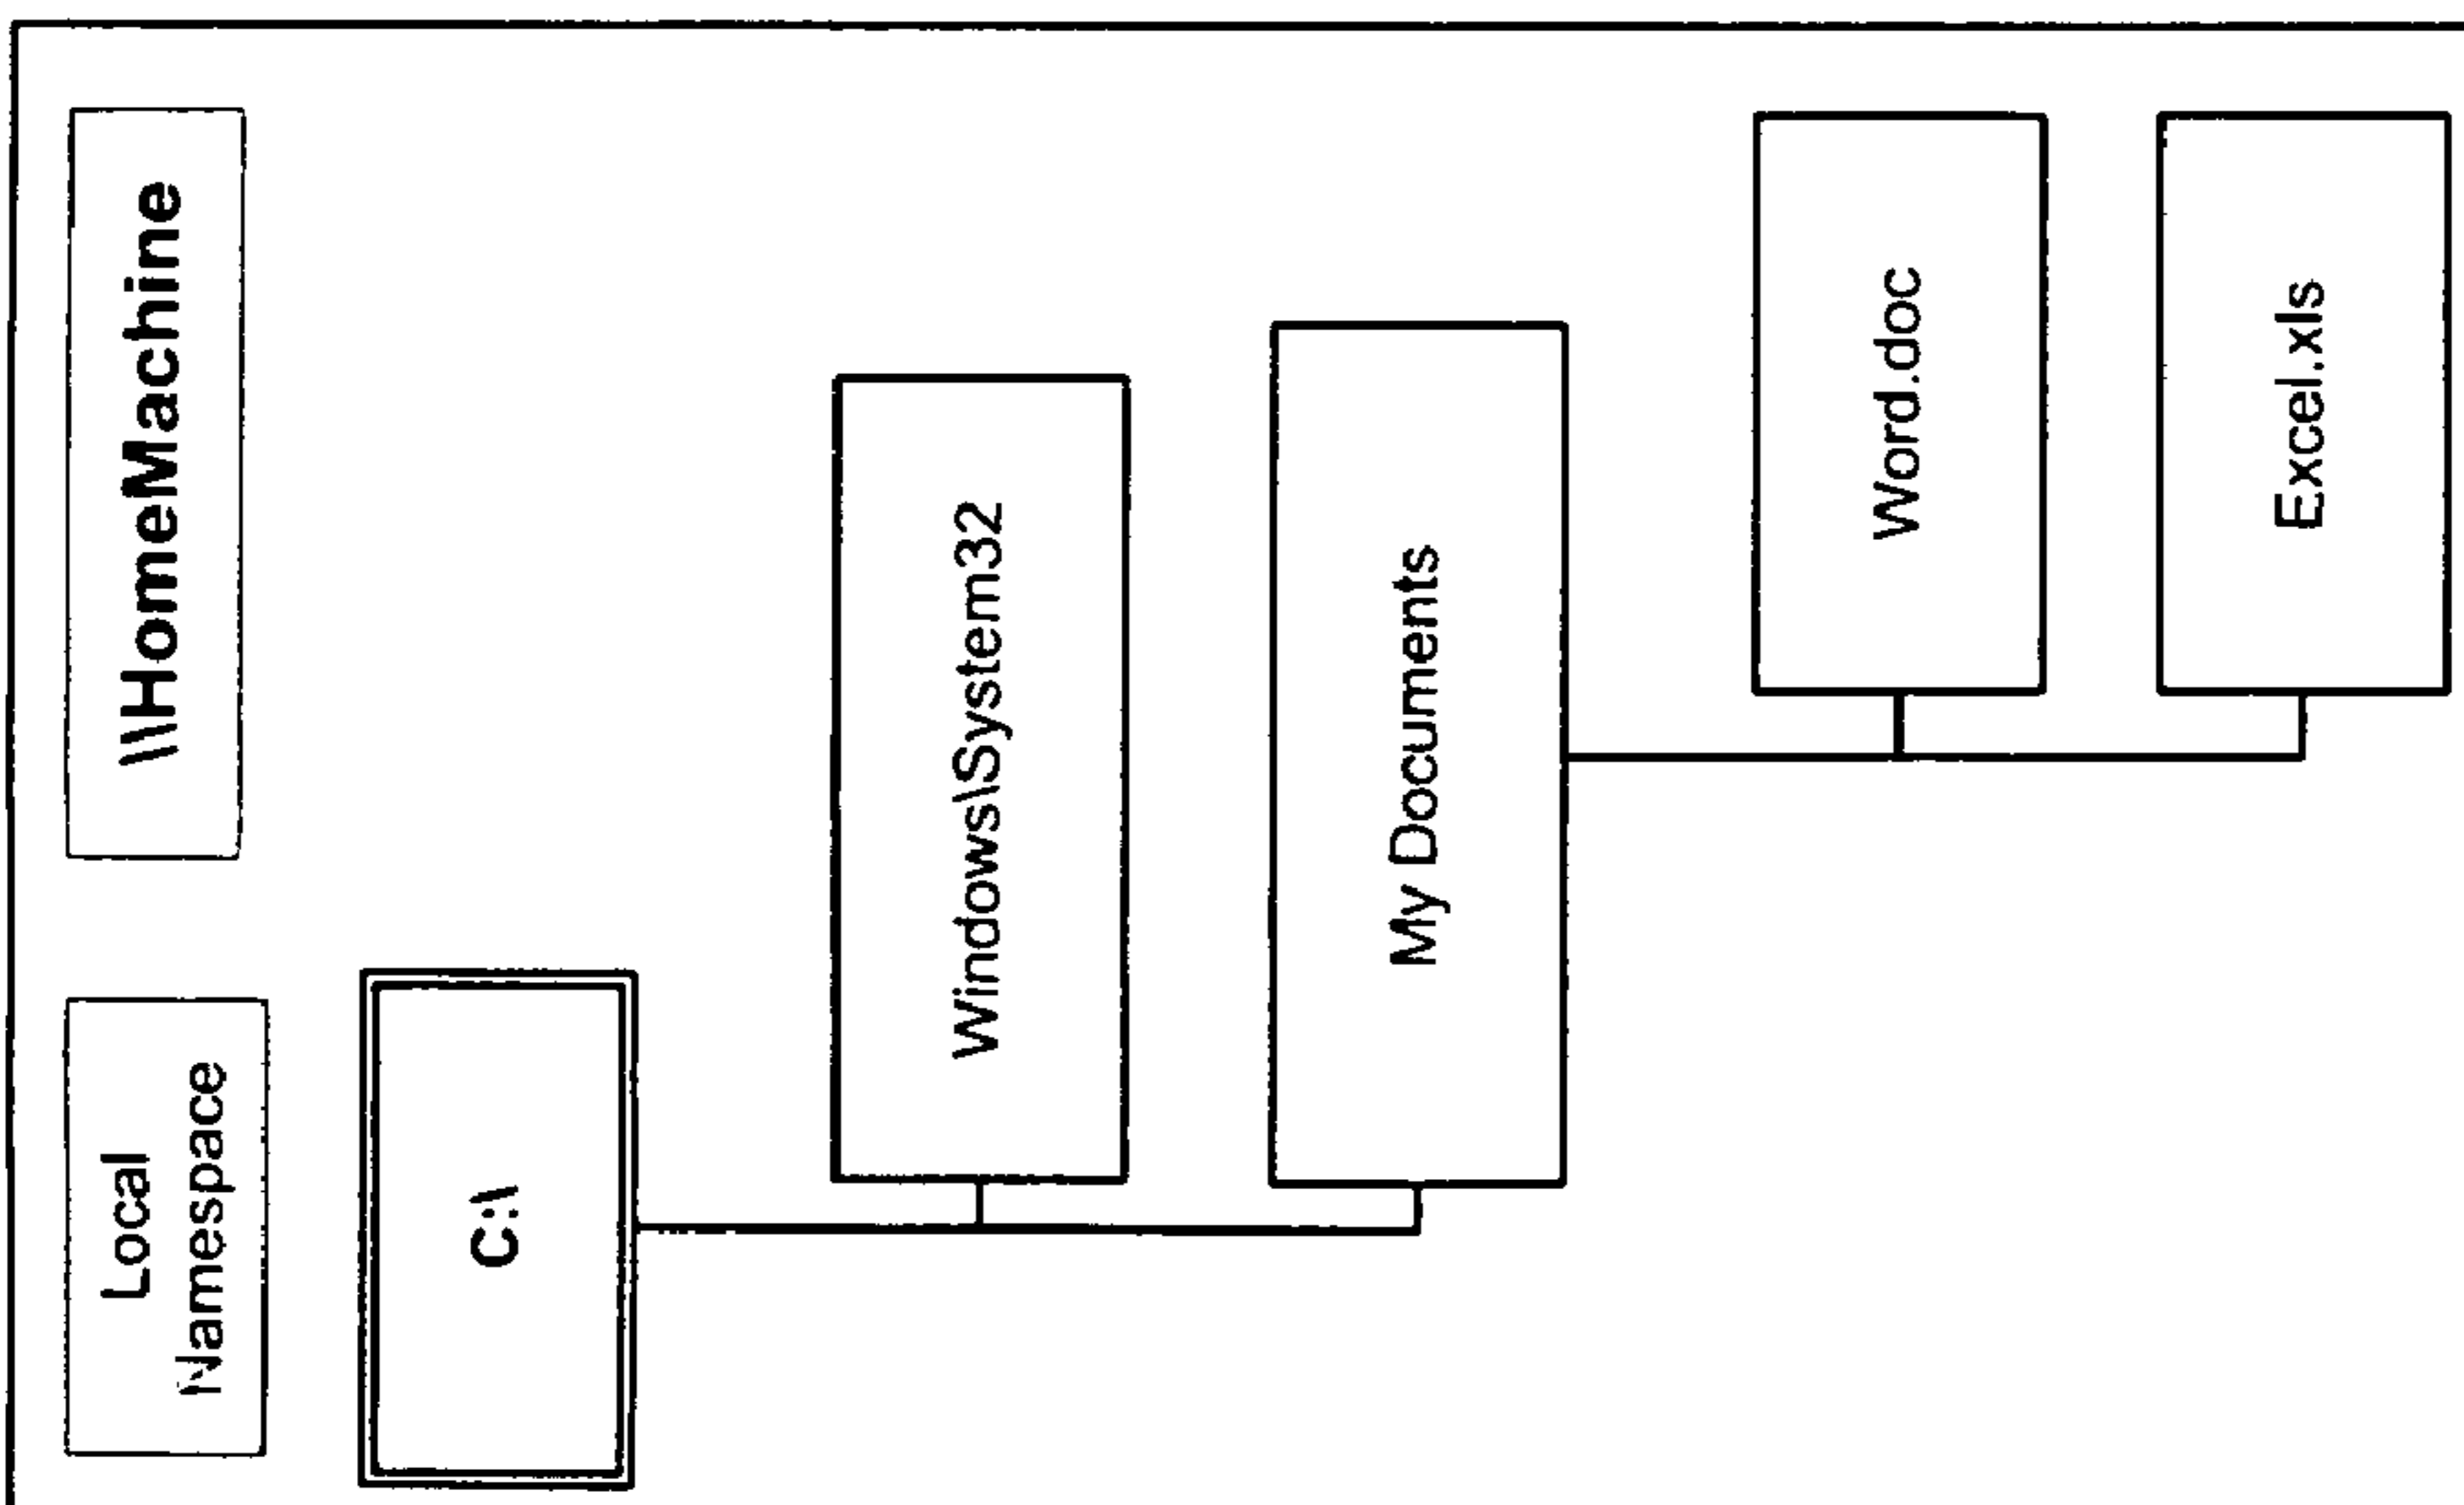 Local
Namespace
\\HomeMachine
C:\
Windows\System32
My Documents
Word.doc
Excel.xls